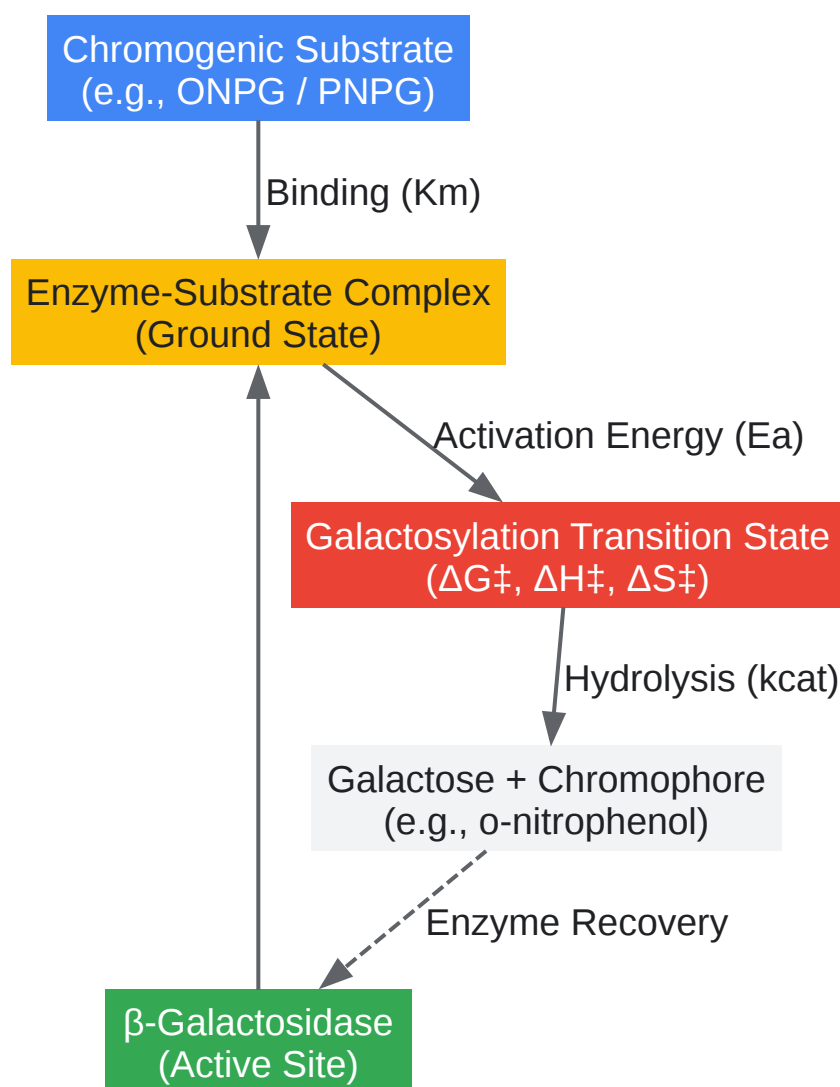 Chromogenic Substrate
(e.g., ONPG / PNPG)
Binding (Km)
Enzyme-Substrate Complex
(Ground State)
Activation Energy (Ea)
Galactosylation Transition State
(ΔG‡, ΔH‡, ΔS‡)
Hydrolysis (kcat)
Galactose + Chromophore
(e.g., o-nitrophenol)
Enzyme Recovery
β-Galactosidase
(Active Site)